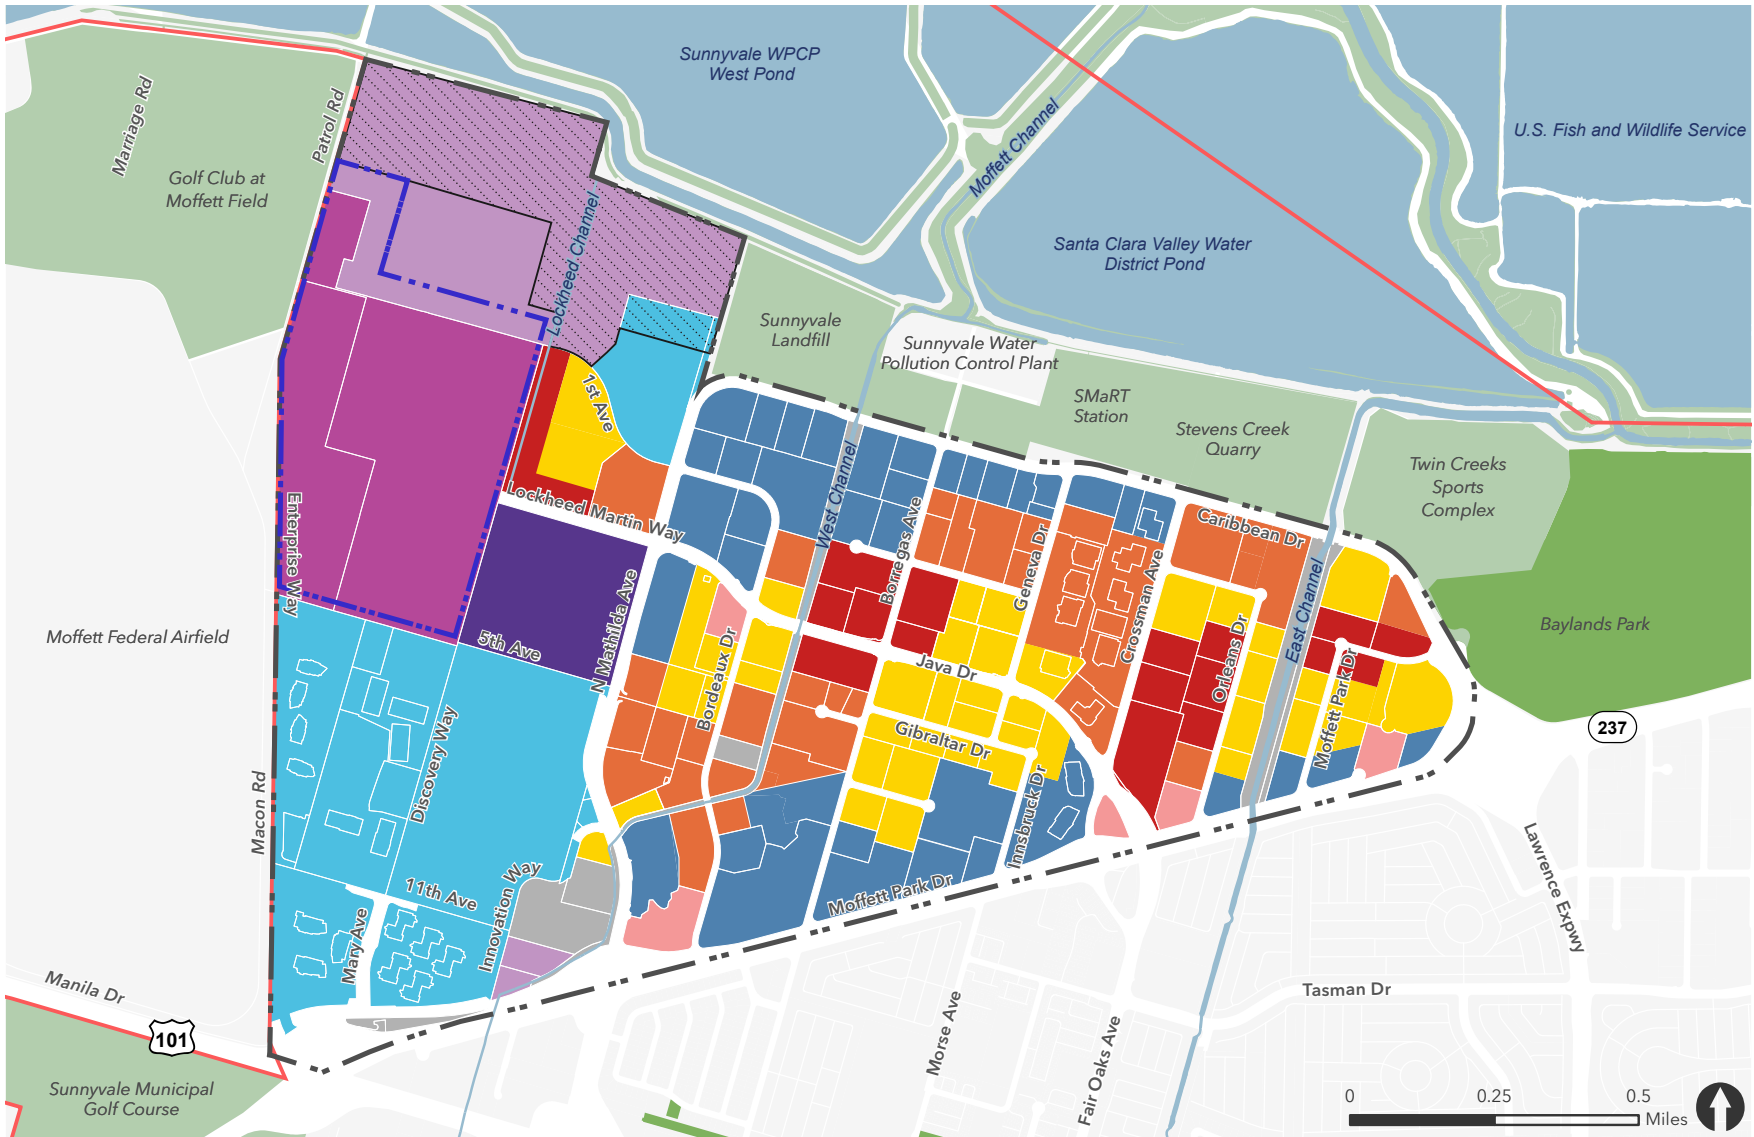 Sunnyvale WPCP
West Pond
Moffett Channel
U.S. Fish and Wildlife Service
Marriage Rd
Patrol Rd
Golf Club at
Moffett Field
Lockheed Channel
Santa Clara Valley Water
District Pond
Sunnyvale
Landfill
Sunnyvale Water
Pollution Control Plant
SMaRT
Station
Stevens Creek
Quarry
Twin Creeks
Sports
Complex
1st Ave
West Channel
Lockheed Martin Way
Borregas Ave
Geneva Dr
Caribbean Dr
Crossman Ave
Enterprise Way
East Channel
Moffett Federal Airfield
5th Ave
N Mathilda Ave
Bordeaux Dr
Java Dr
Orleans Dr
Moffett Park Dr
Baylands Park
237
Discovery Way
Gibraltar Dr
Innsbruck Dr
Macon Rd
11th Ave
Innovation Way
Mary Ave
Moffett Park Dr
Lawrence Expwy
Manila Dr
Tasman Dr
101
Morse Ave
Fair Oaks Ave
Sunnyvale Municipal
Golf Course
0 0.25 0.5
Miles